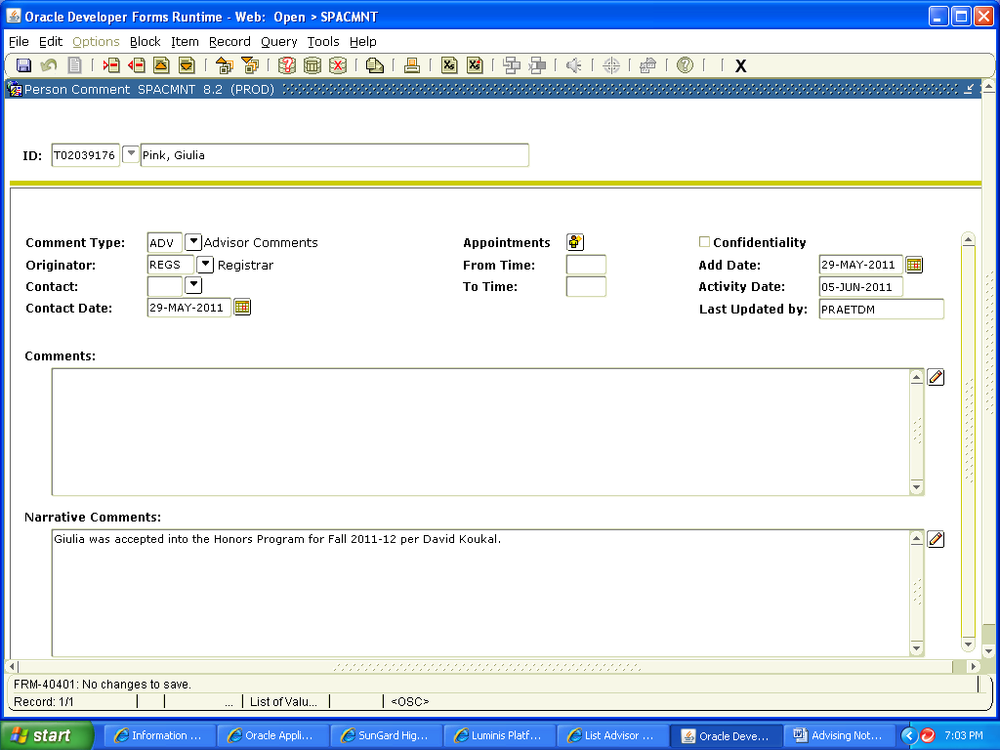 Oracle Developer Forms Runtime - Web: Open > SPACMNT
File Edit Options Block Item Record Query Tools Help
X
Person Comment SPACMNT 8.2 (PROD)
ID: T02039176 Pink, Giulia
Comment Type: ADV Advisor Comments Appointments Confidentiality
Originator: REGS Registrar From Time: Add Date: 29-MAY-2011
Contact: To Time: Activity Date: 05-JUN-2011
Contact Date: 29-MAY-2011 Last Updated by: PRAETDM
Comments:
Narrative Comments:
Giulia was accepted into the Honors Program for Fall 2011-12 per David Koukal.
FRM-40401: No changes to save.
Record: 1/1 ... List of Valu... <OSC>
start Information ... Oracle Appli... SunGard Hig... Luminis Platf... List Advisor ... Oracle Deve... Advising Not... 7:03 PM